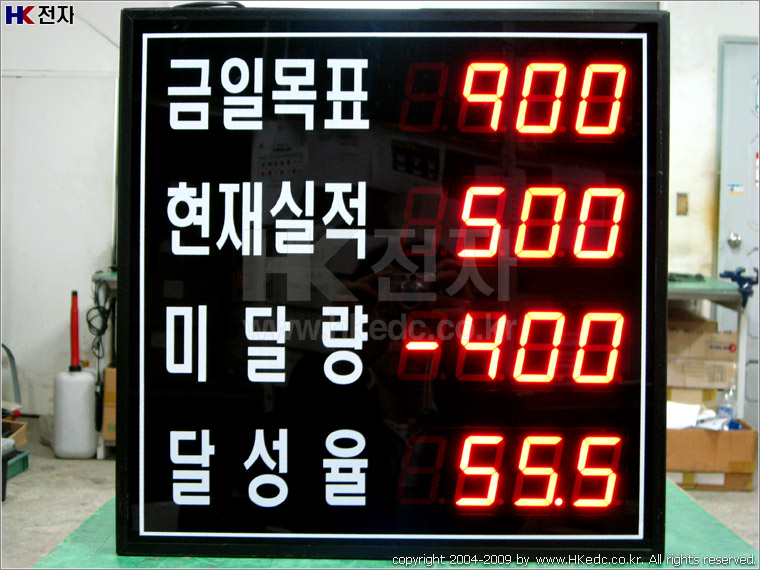 HK 전자
금일목표 900
현재실적 500
HK전자
www.hkedc.co.kr
미달량 -400
달성율 55.5
copyright 2004-2009 by www.HKedc.co.kr. All rights reserved.